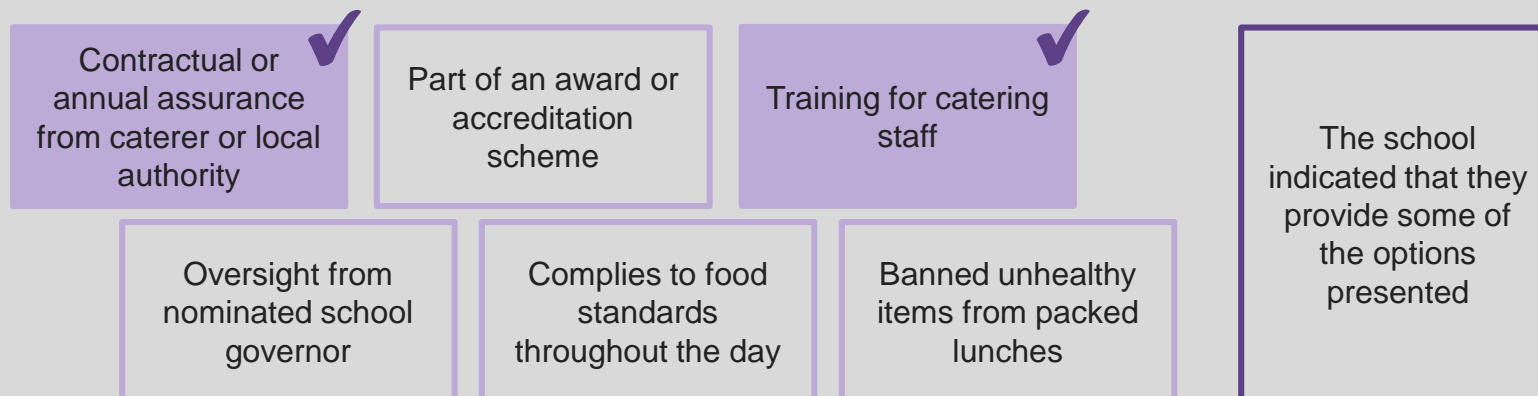 Contractual or
annual assurance
from caterer or local
authority
Part of an award or
accreditation
scheme
Training for catering
staff
Oversight from
nominated school
governor
Complies to food
standards
throughout the day
Banned unhealthy
items from packed
lunches
The school
indicated that they
provide some of
the options
presented